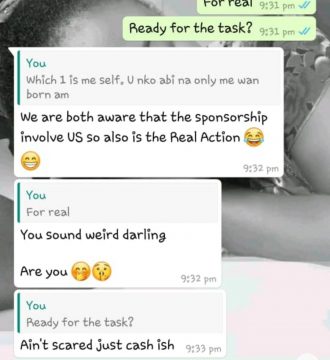 For real 9:31 pm
Ready for the task? 9:31 pm
You
Which 1 is me self. U nko abi na only me wan
born am
We are both aware that the sponsorship
involve US so also is the Real Action 😂
😁
9:32 pm
You
For real
You sound weird darling
Are you 🤭🤫
9:32 pm
You
Ready for the task?
Ain't scared just cash ish 9:33 pm